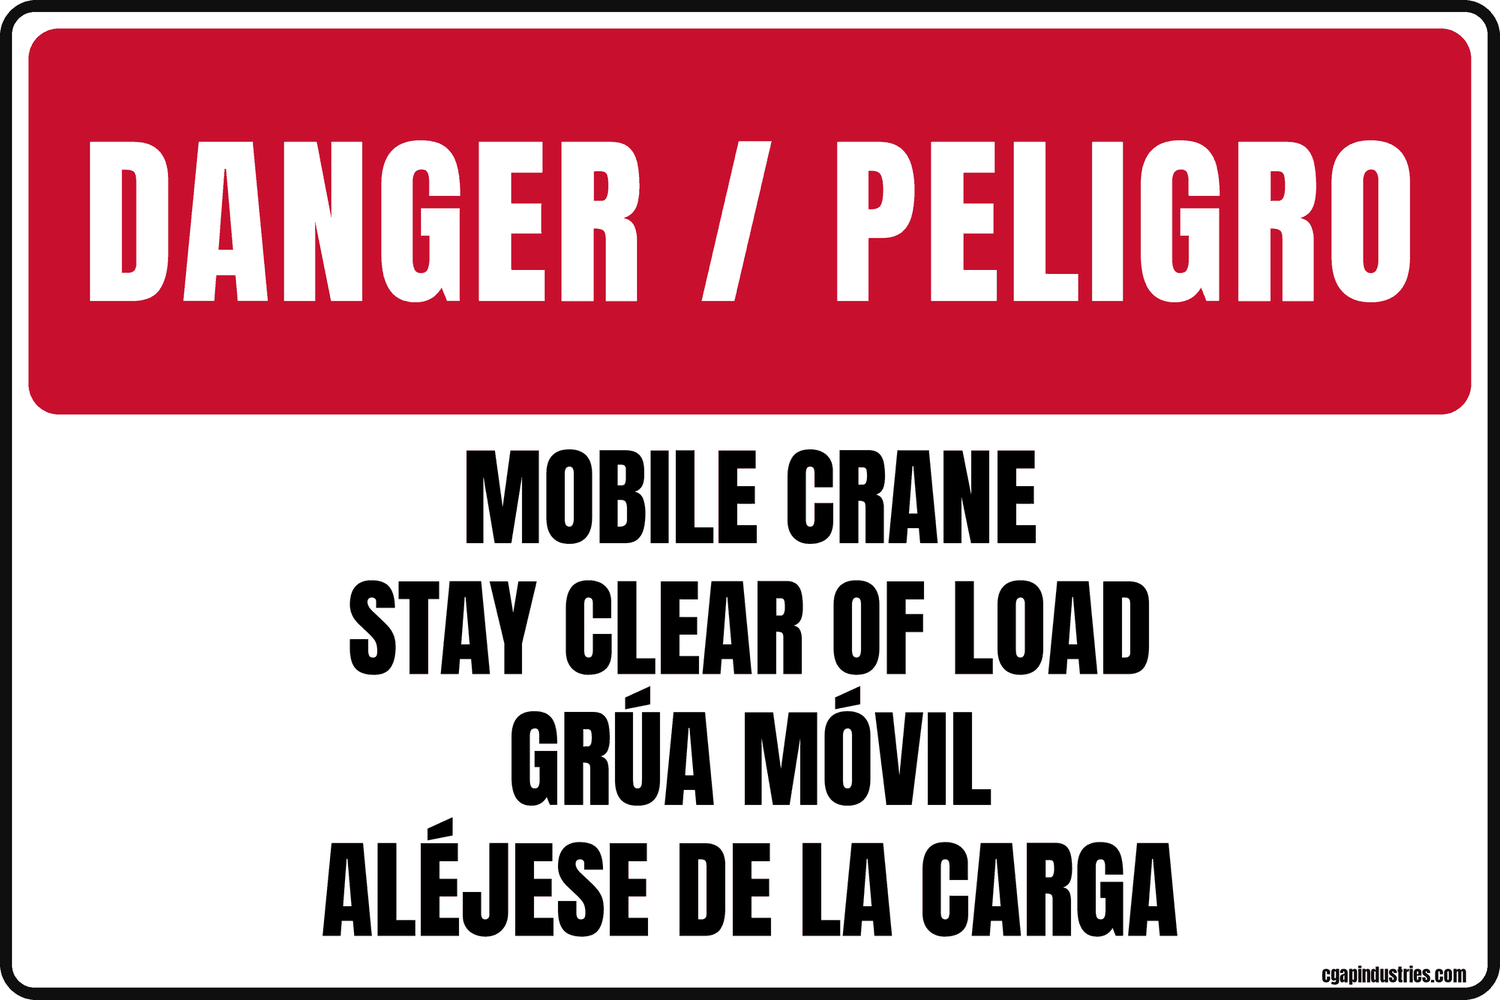 DANGER / PELIGRO
MOBILE CRANE
STAY CLEAR OF LOAD
GRÚA MÓVIL
ALÉJESE DE LA CARGA
cgapindustries.com